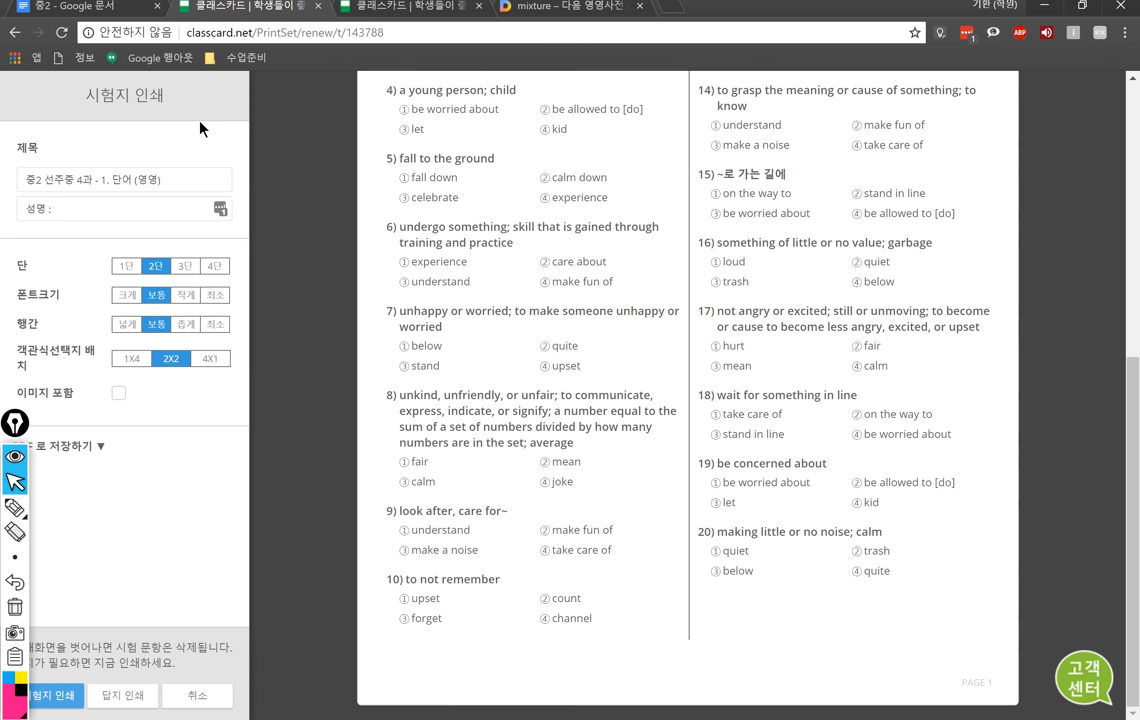 중2 - Google 문서
클래스카드 | 학생들이 즐
클래스카드 | 학생들이 즐
mixture – 다음 영영사전
기환 (학원)
안전하지 않음
classcard.net/PrintSet/renew/t/143788
앱
정보
Google 행아웃
수업준비
시험지 인쇄
제목
중2 선주중 4과 - 1. 단어 (영영)
성명 :
단
1단 2단 3단 4단
폰트크기
크게 보통 작게 최소
행간
넓게 보통 좁게 최소
객관식선택지 배
치
1X4 2X2 4X1
이미지 포함
로 저장하기 ▼
화면을 벗어나면 시험 문항은 삭제됩니다.
가 필요하면 지금 인쇄하세요.
험지 인쇄
답지 인쇄
취소
4) a young person; child
① be worried about ② be allowed to [do]
③ let ④ kid
5) fall to the ground
① fall down ② calm down
③ celebrate ④ experience
6) undergo something; skill that is gained through
training and practice
① experience ② care about
③ understand ④ make fun of
7) unhappy or worried; to make someone unhappy or
worried
① below ② quite
③ stand ④ upset
8) unkind, unfriendly, or unfair; to communicate,
express, indicate, or signify; a number equal to the
sum of a set of numbers divided by how many
numbers are in the set; average
① fair ② mean
③ calm ④ joke
9) look after, care for~
① understand ② make fun of
③ make a noise ④ take care of
10) to not remember
① upset ② count
③ forget ④ channel
14) to grasp the meaning or cause of something; to
know
① understand ② make fun of
③ make a noise ④ take care of
15) ~로 가는 길에
① on the way to ② stand in line
③ be worried about ④ be allowed to [do]
16) something of little or no value; garbage
① loud ② quiet
③ trash ④ below
17) not angry or excited; still or unmoving; to become
or cause to become less angry, excited, or upset
① hurt ② fair
③ mean ④ calm
18) wait for something in line
① take care of ② on the way to
③ stand in line ④ be worried about
19) be concerned about
① be worried about ② be allowed to [do]
③ let ④ kid
20) making little or no noise; calm
① quiet ② trash
③ below ④ quite
PAGE 1
고객
센터